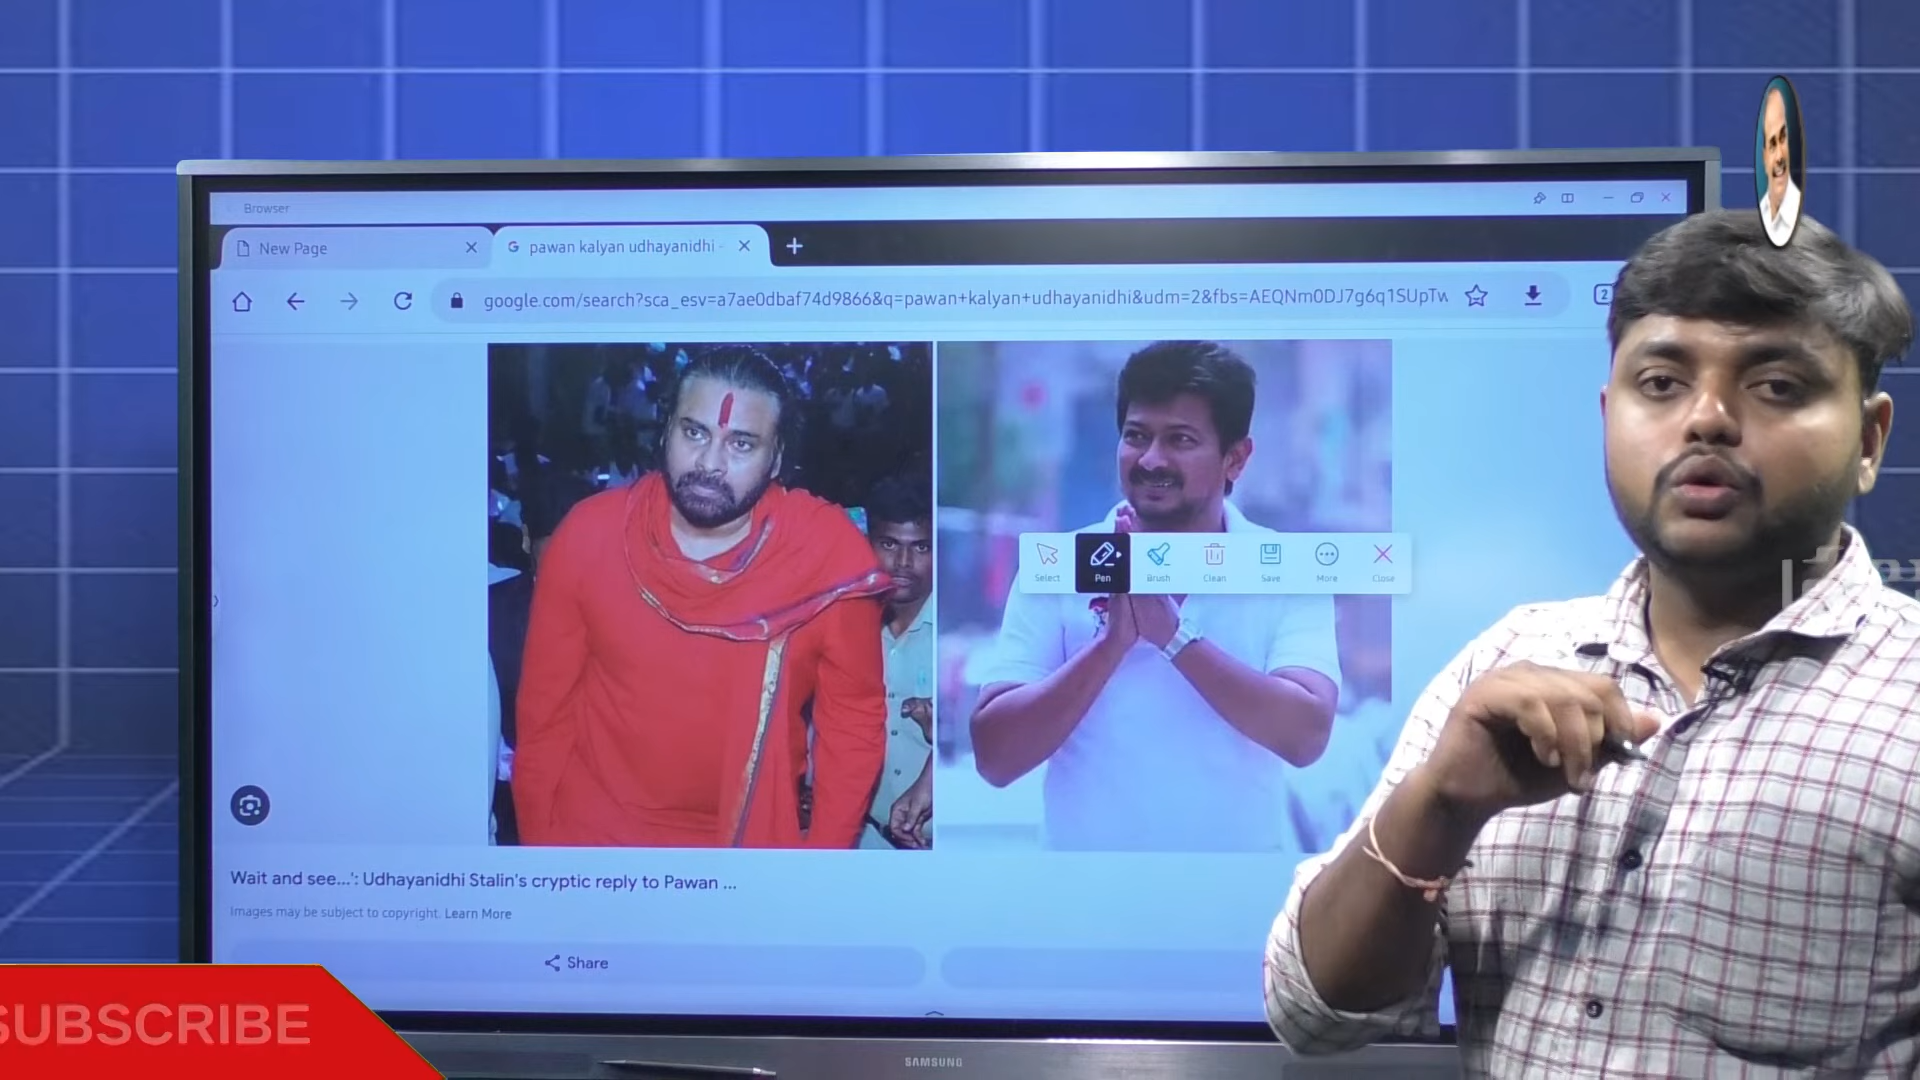 Browser
New Page
pawan kalyan udhayanidhi -
google.com/search?sca_esv=a7ae0dbaf74d9866&q=pawan+kalyan+udhayanidhi&udm=2&fbs=AEQNm0DJ7g6q1SUpTw
2
Select
Pen
Brush
Clean
Save
More
Close
Wait and see...': Udhayanidhi Stalin's cryptic reply to Pawan ...
Images may be subject to copyright. Learn More
Share
SUBSCRIBE
SAMSUNG